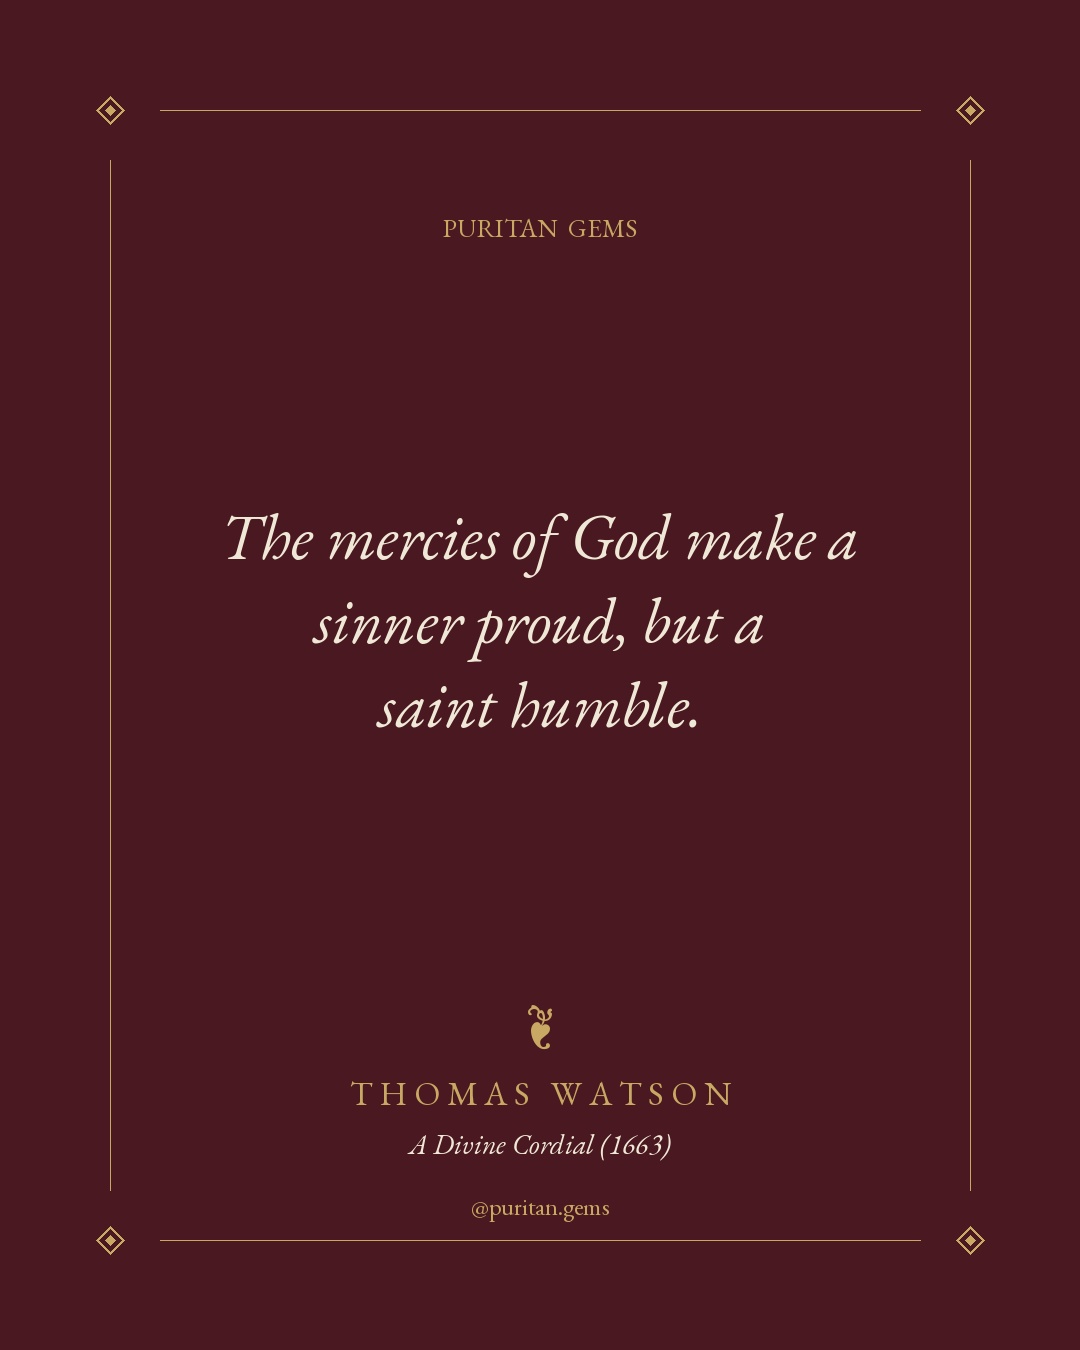 PURITAN GEMS
The mercies of God make a
sinner proud, but a
saint humble.
THOMAS WATSON
A Divine Cordial (1663)
@puritan.gems